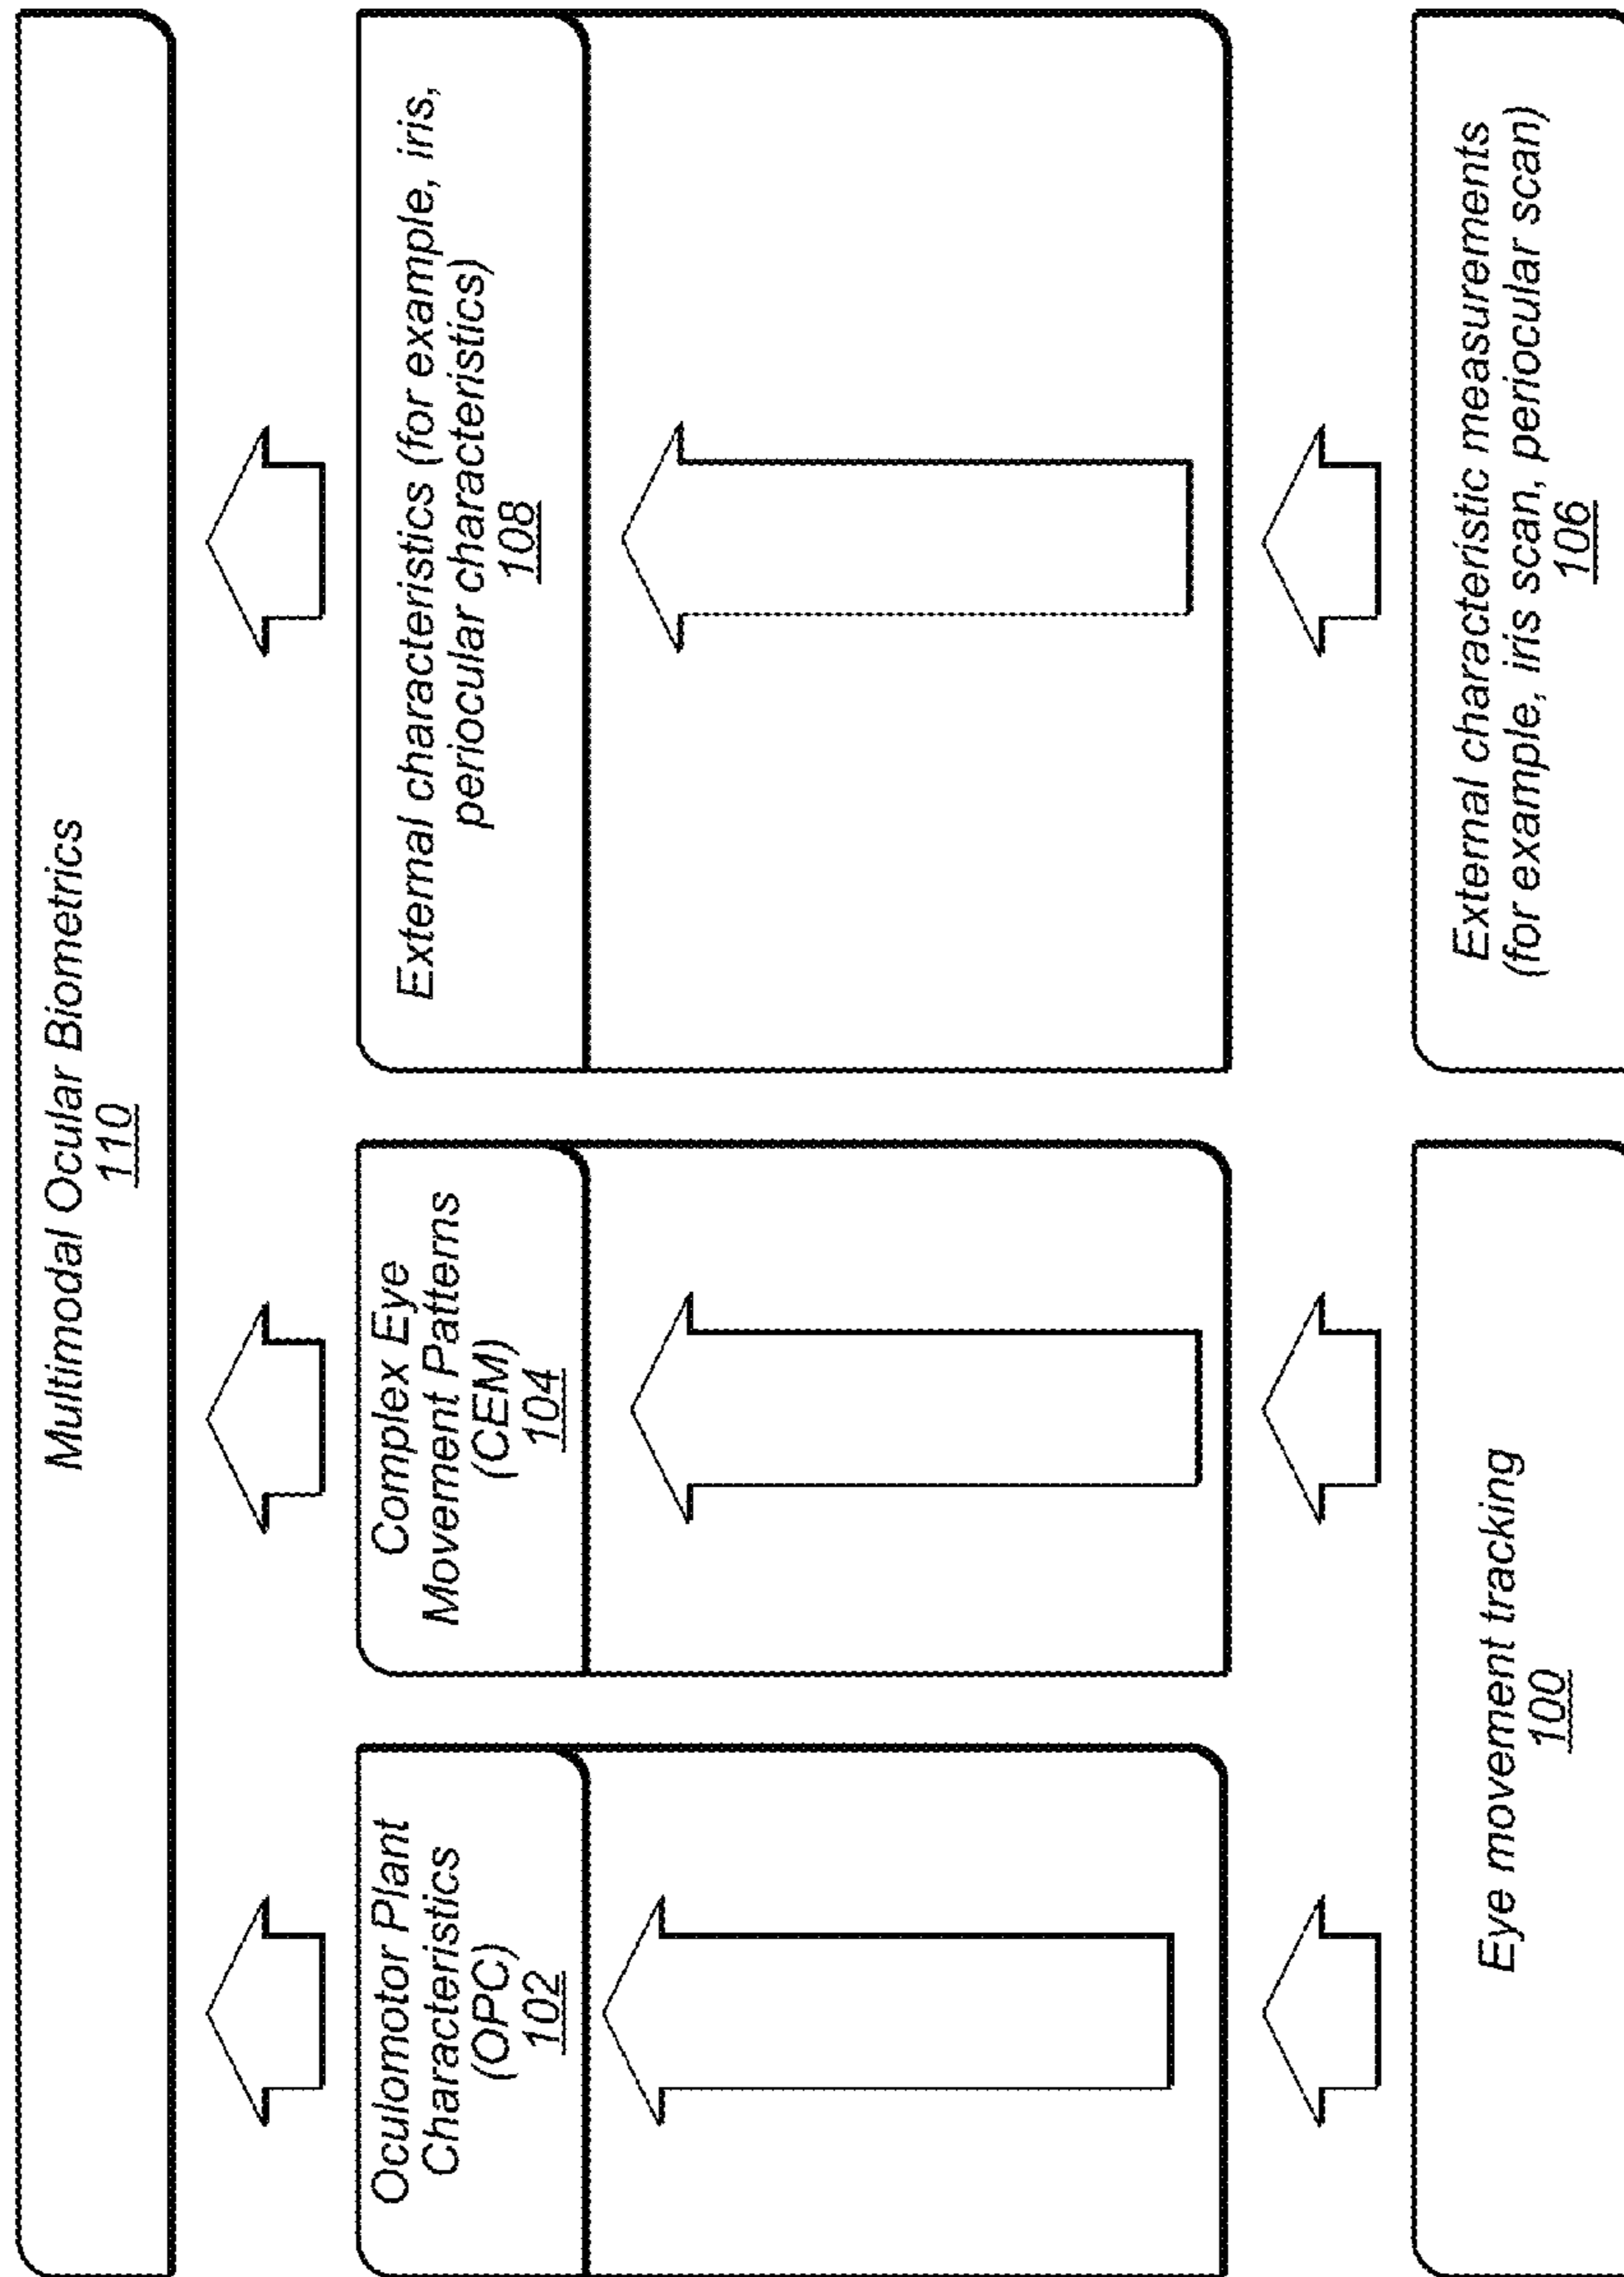 Multimodal Ocular Biometrics
110
Oculomotor Plant
Characteristics
(OPC)
102
Complex Eye
Movement Patterns
(CEM)
104
External characteristics (for example, iris,
periocular characteristics)
108
Eye movement tracking
100
External characteristic measurements
(for example, iris scan, periocular scan)
106